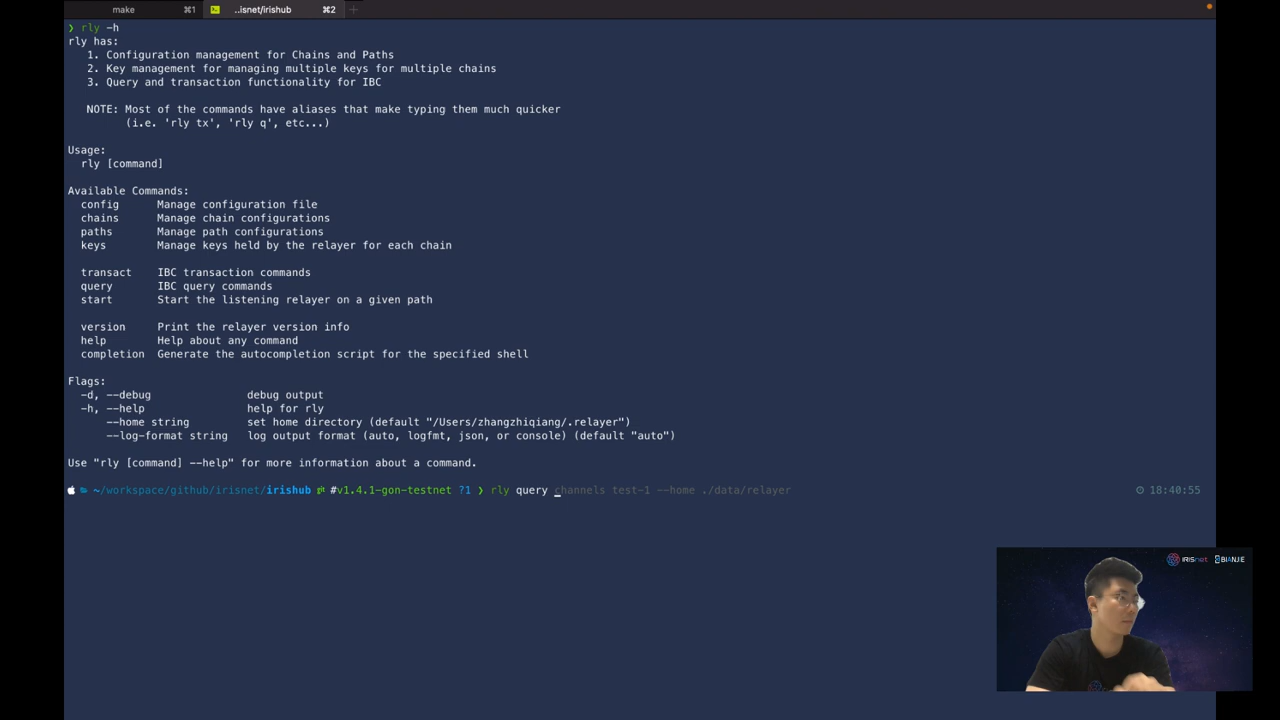 make ⌘1 ..isnet/irishub ⌘2 +
❯ rly -h
rly has:
1. Configuration management for Chains and Paths
2. Key management for managing multiple keys for multiple chains
3. Query and transaction functionality for IBC
NOTE: Most of the commands have aliases that make typing them much quicker
(i.e. 'rly tx', 'rly q', etc...)
Usage:
rly [command]
Available Commands:
config Manage configuration file
chains Manage chain configurations
paths Manage path configurations
keys Manage keys held by the relayer for each chain
transact IBC transaction commands
query IBC query commands
start Start the listening relayer on a given path
version Print the relayer version info
help Help about any command
completion Generate the autocompletion script for the specified shell
Flags:
-d, --debug debug output
-h, --help help for rly
--home string set home directory (default "/Users/zhangzhiqiang/.relayer")
--log-format string log output format (auto, logfmt, json, or console) (default "auto")
Use "rly [command] --help" for more information about a command.
~/workspace/github/irisnet/irishub #v1.4.1-gon-testnet ?1 ❯ rly query channels test-1 --home ./data/relayer 18:40:55
IRISnet BIANJIE